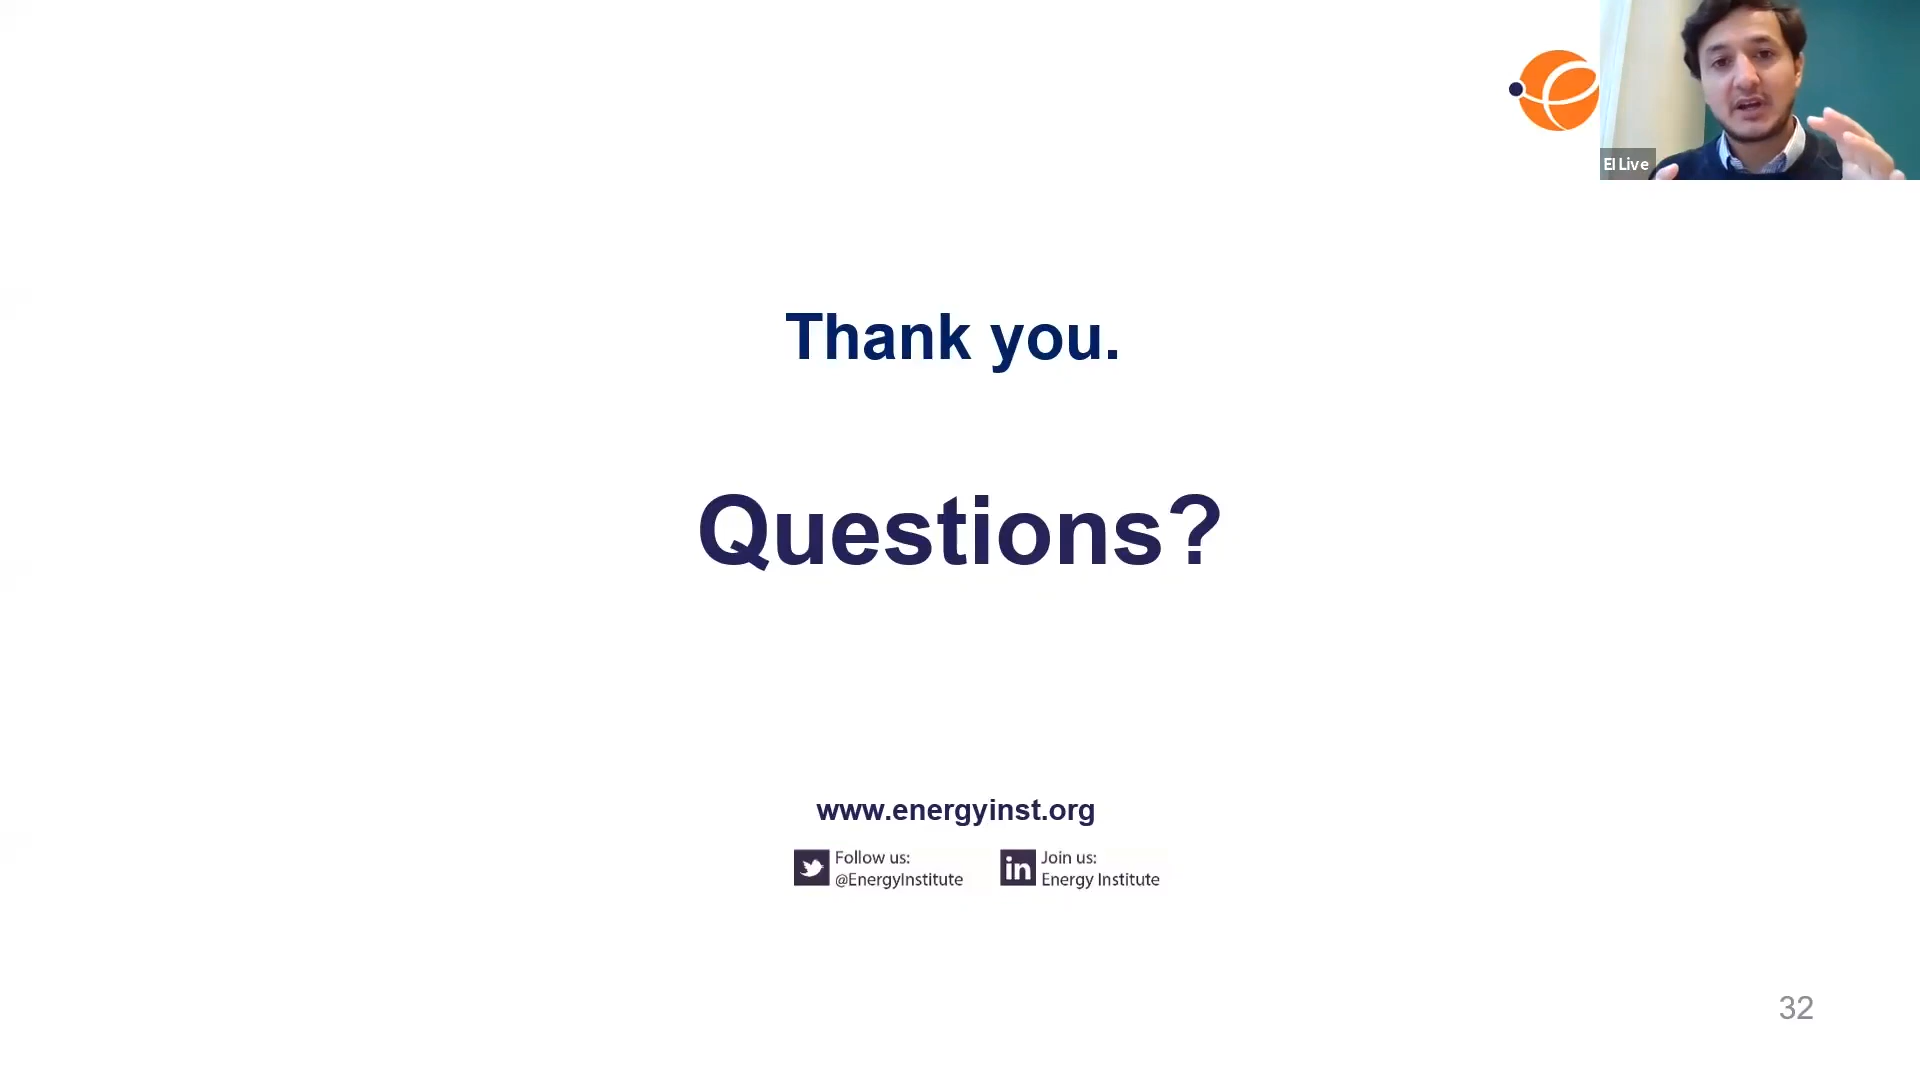 EI Live
Thank you.
Questions?
www.energyinst.org
Follow us:
@EnergyInstitute
Join us:
Energy Institute
32